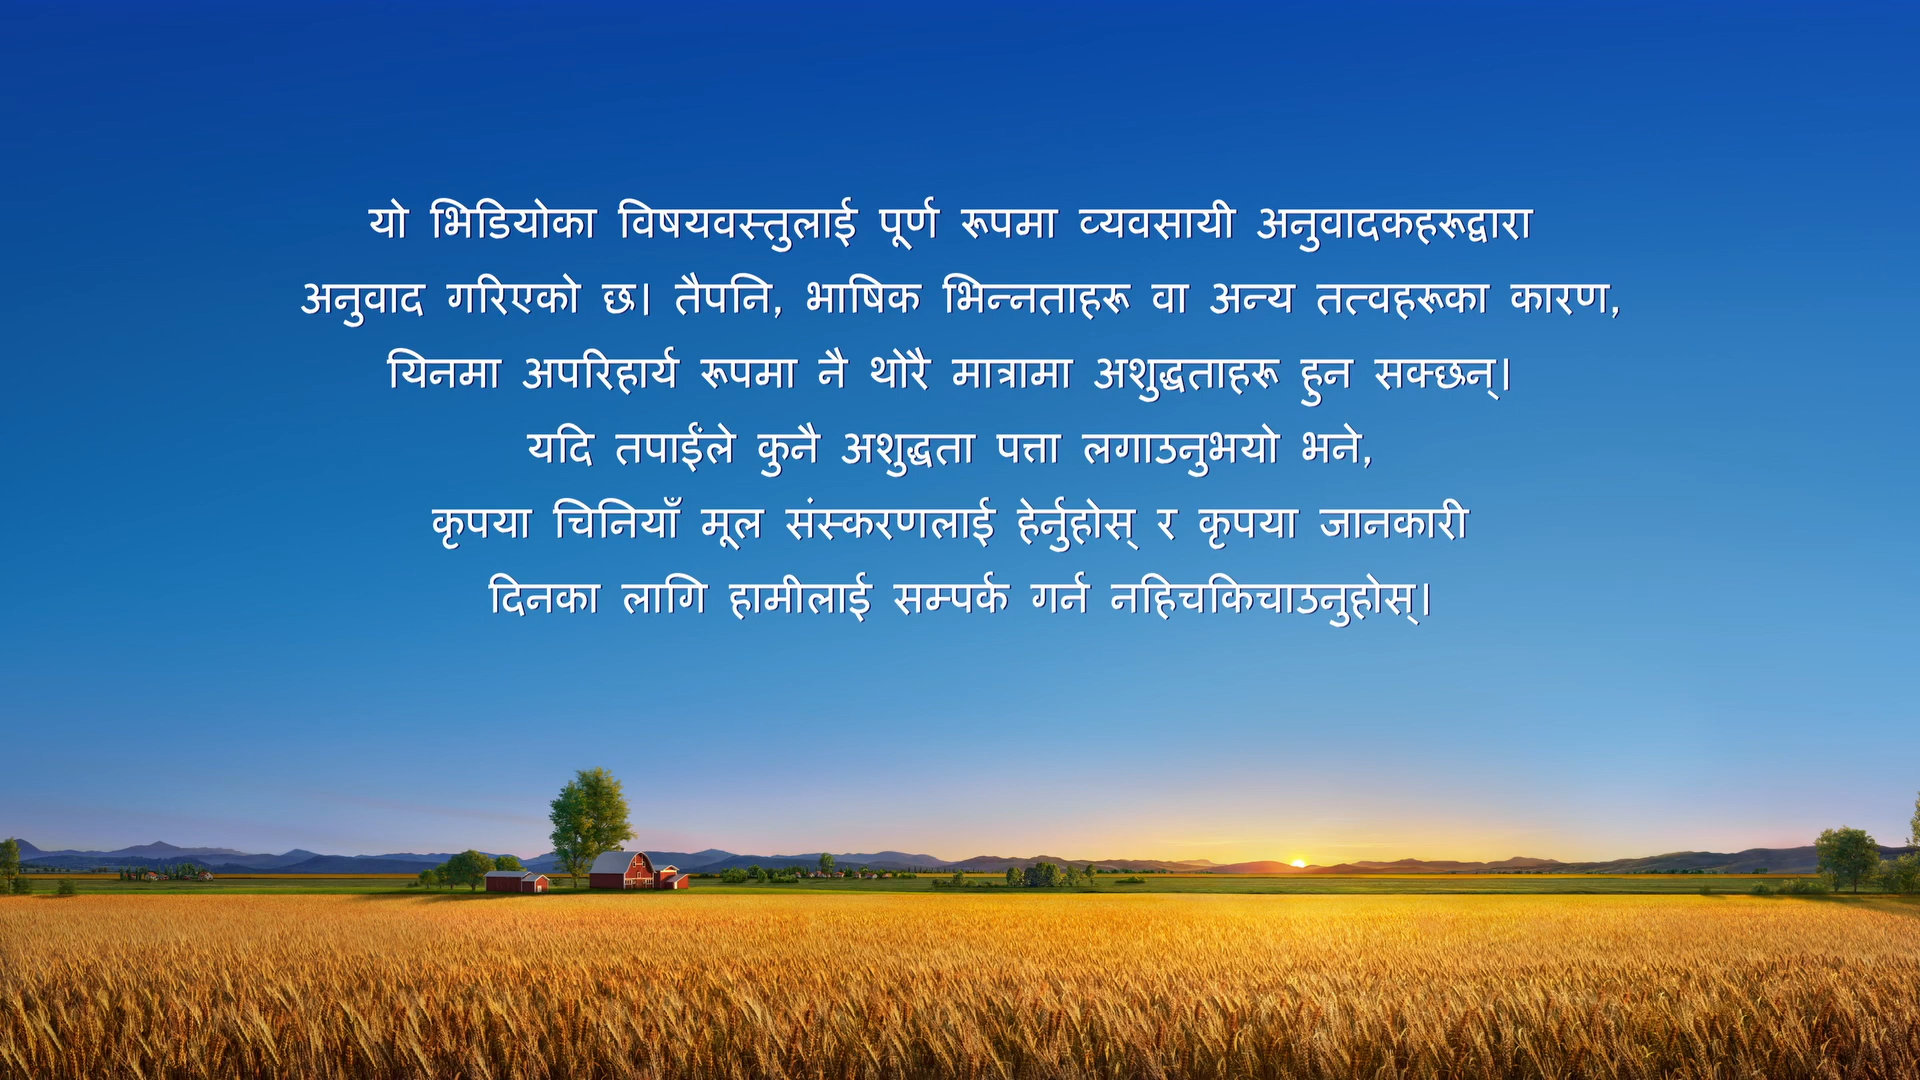 यो भिडियोका विषयवस्तुलाई पूर्ण रूपमा व्यवसायी अनुवादकहरूद्वारा
अनुवाद गरिएको छ। तैपनि, भाषिक भिन्नताहरू वा अन्य तत्वहरूका कारण,
यिनमा अपरिहार्य रूपमा नै थोरै मात्रामा अशुद्धताहरू हुन सक्छन्।
यदि तपाईंले कुनै अशुद्धता पत्ता लगाउनुभयो भने,
कृपया चिनियाँ मूल संस्करणलाई हेर्नुहोस् र कृपया जानकारी
दिनका लागि हामीलाई सम्पर्क गर्न नहिचकिचाउनुहोस्।